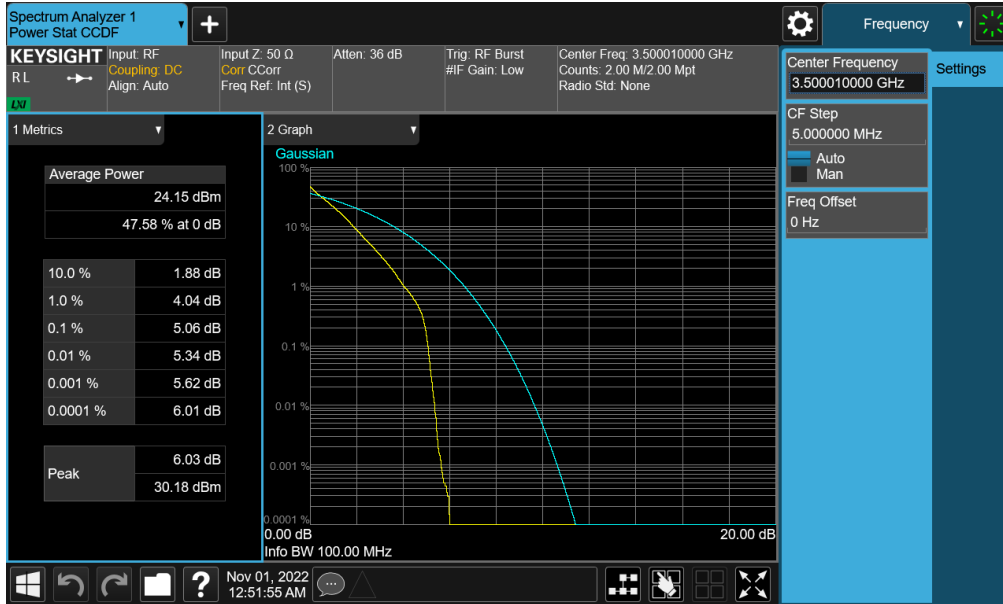 Spectrum Analyzer 1
Power Stat CCDF
Frequency
KEYSIGHT
RL
LXI
Input: RF
Coupling: DC
Align: Auto
Input Z: 50 Ω
Corr CCorr
Freq Ref: Int (S)
Atten: 36 dB
Trig: RF Burst
#IF Gain: Low
Center Freq: 3.500010000 GHz
Counts: 2.00 M/2.00 Mpt
Radio Std: None
Center Frequency
3.500010000 GHz
Settings
CF Step
5.000000 MHz
Auto
Man
Freq Offset
0 Hz
1 Metrics
Average Power
24.15 dBm
47.58 % at 0 dB
10.0 % 1.88 dB
1.0 % 4.04 dB
0.1 % 5.06 dB
0.01 % 5.34 dB
0.001 % 5.62 dB
0.0001 % 6.01 dB
Peak
6.03 dB
30.18 dBm
2 Graph
Gaussian
100 %
10 %
1 %
0.1 %
0.01 %
0.001 %
0.0001 %
0.00 dB 20.00 dB
Info BW 100.00 MHz
?
Nov 01, 2022
12:51:55 AM